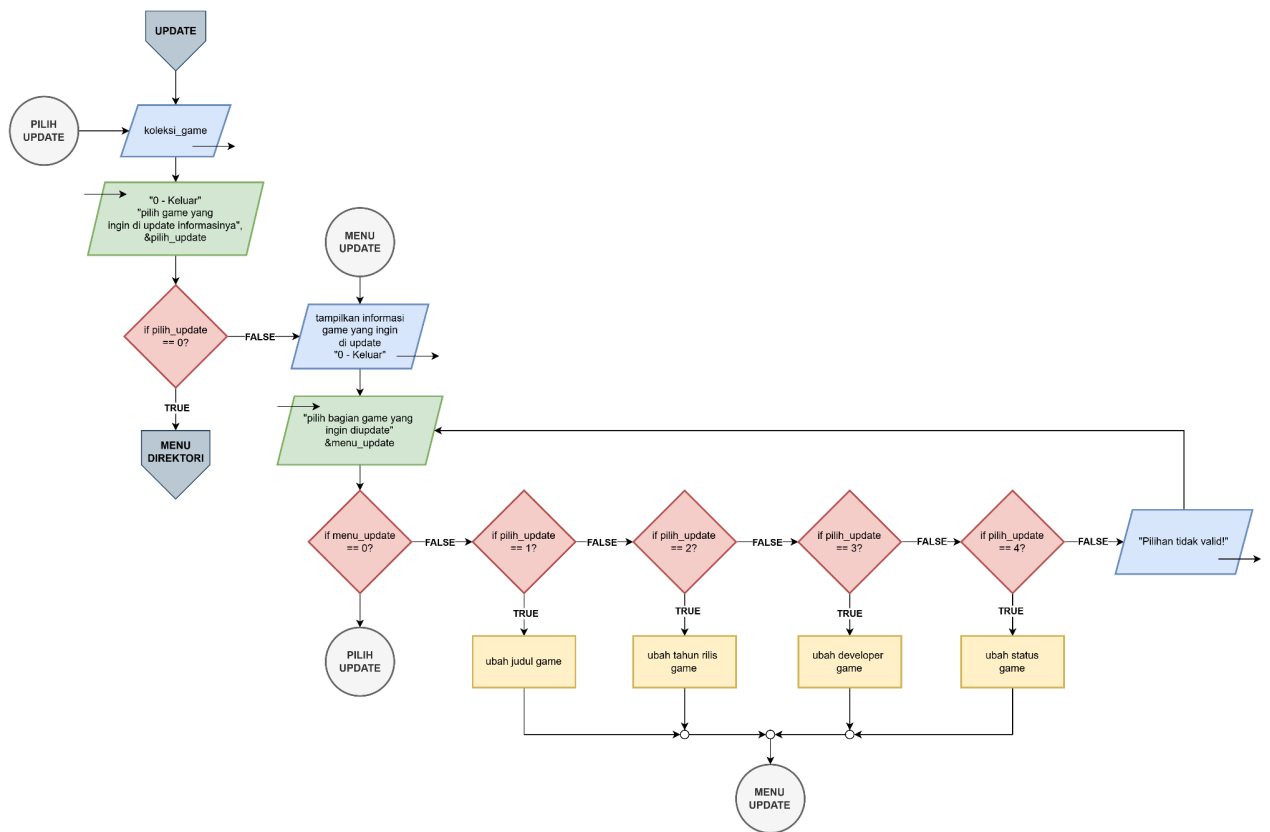 UPDATE
PILIH
UPDATE
koleksi_game
"0 - Keluar"
"pilih game yang
ingin di update informasinya",
&pilih_update
MENU
UPDATE
if pilih_update
== 0?
FALSE
tampilkan informasi
game yang ingin
di update
"0 - Keluar"
TRUE
MENU
DIREKTORI
"pilih bagian game yang
ingin diupdate"
&menu_update
if menu_update
== 0?
FALSE
if pilih_update
== 1?
FALSE
if pilih_update
== 2?
FALSE
if pilih_update
== 3?
FALSE
if pilih_update
== 4?
FALSE
"Pilihan tidak valid!"
TRUE
TRUE
TRUE
TRUE
PILIH
UPDATE
ubah judul game
ubah tahun rilis
game
ubah developer
game
ubah status
game
MENU
UPDATE